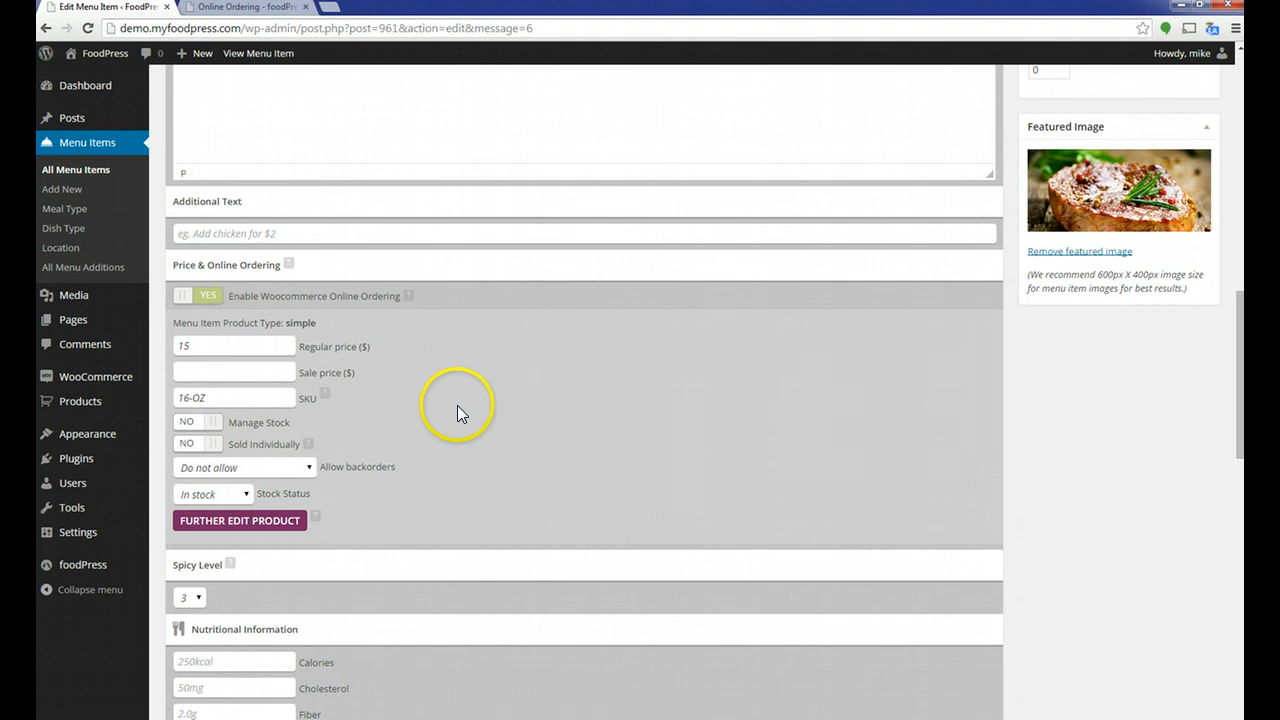 Edit Menu Item ‹ FoodPres ×
Online Ordering - foodPr ×
demo.myfoodpress.com/wp-admin/post.php?post=961&action=edit&message=6
FoodPress 0 New View Menu Item Howdy, mike
Dashboard
Posts
Menu Items
All Menu Items
Add New
Meal Type
Dish Type
Location
All Menu Additions
Media
Pages
Comments
WooCommerce
Products
Appearance
Plugins
Users
Tools
Settings
foodPress
Collapse menu
P
Additional Text
eg. Add chicken for $2
Price & Online Ordering ?
YES Enable Woocommerce Online Ordering ?
Menu Item Product Type: simple
15 Regular price ($)
Sale price ($)
16-OZ SKU ?
NO Manage Stock
NO Sold Individually ?
Do not allow Allow backorders
In stock Stock Status
FURTHER EDIT PRODUCT ?
Spicy Level ?
3
Nutritional Information
250kcal Calories
50mg Cholesterol
2.0g Fiber
0
Featured Image
Remove featured image
(We recommend 600px X 400px image size
for menu item images for best results.)